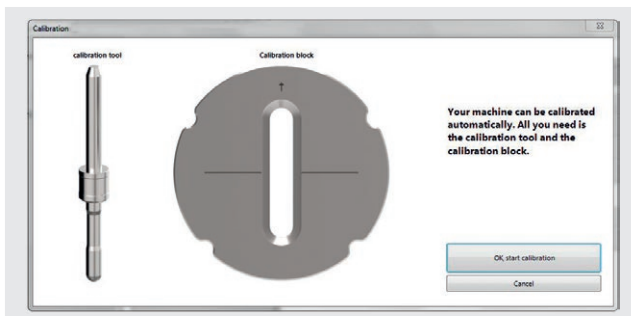 Calibration
calibration tool
Calibration block
Your machine can be calibrated
automatically. All you need is
the calibration tool and the
calibration block.
OK, start calibration
Cancel